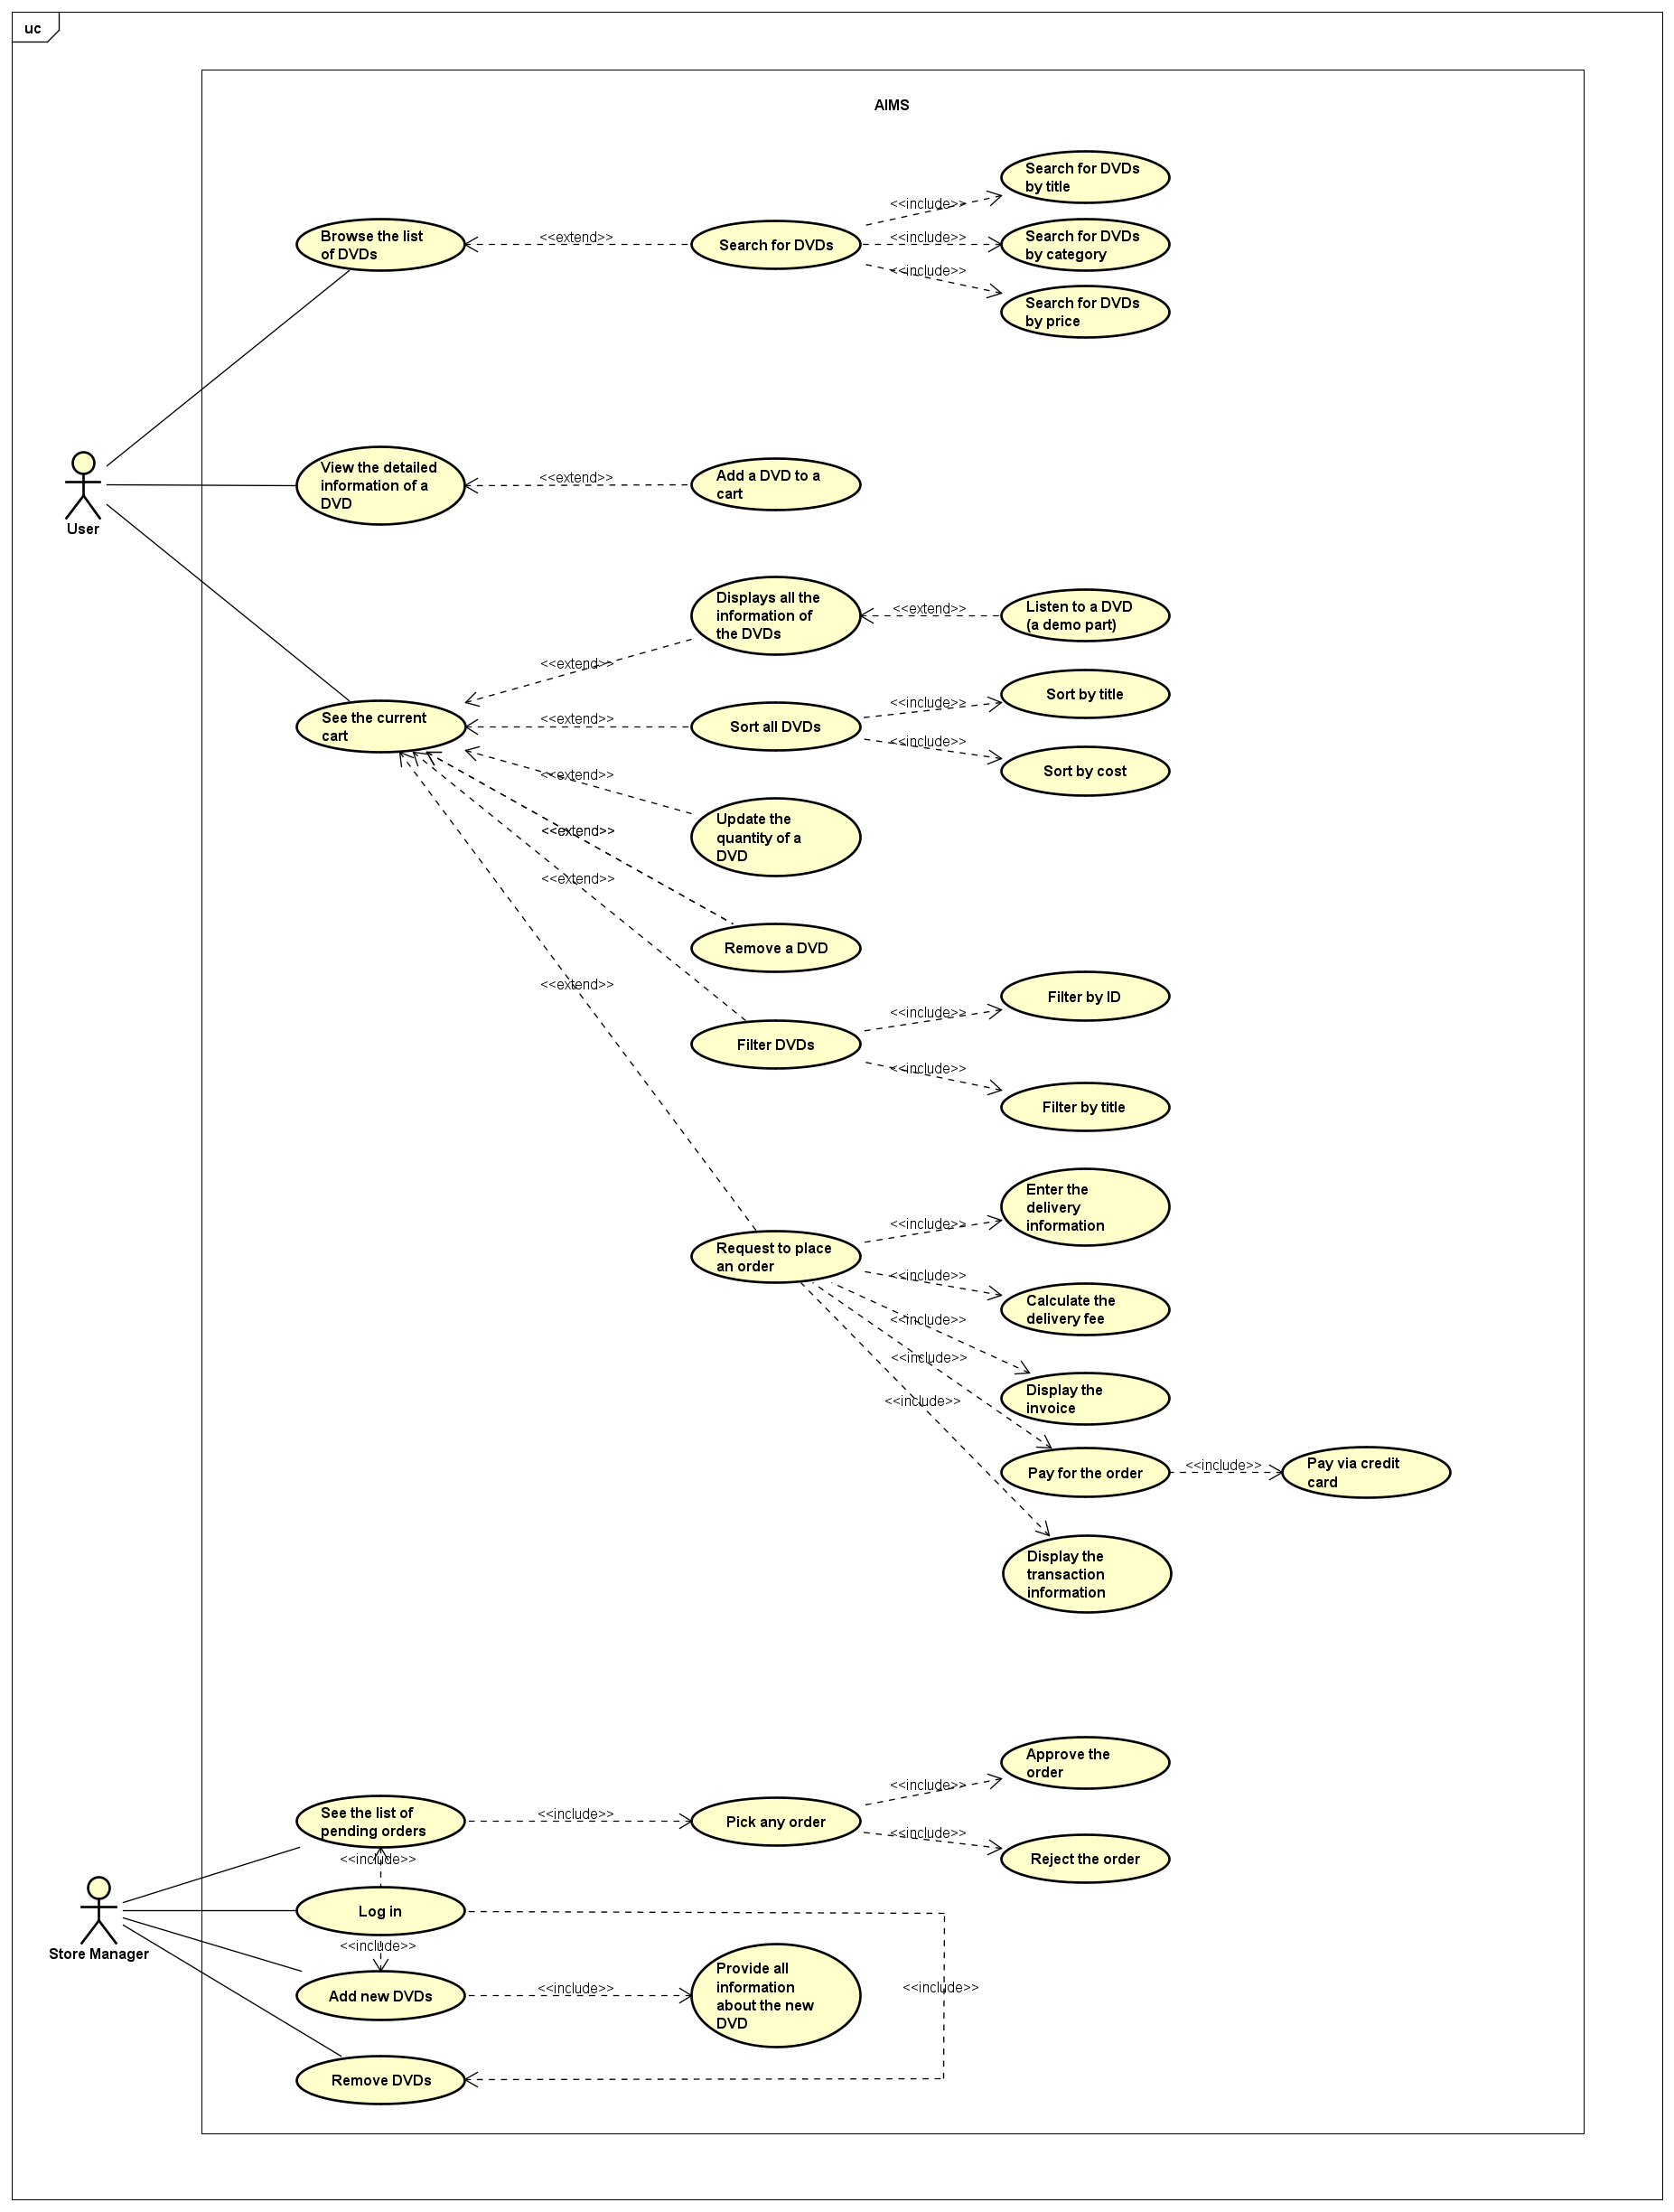 uc
AIMS
Search for DVDs
by title
<<include>>
Browse the list
of DVDs
<<extend>>
Search for DVDs
<<include>>
Search for DVDs
by category
<<include>>
Search for DVDs
by price
User
View the detailed
information of a
DVD
<<extend>>
Add a DVD to a
cart
Displays all the
information of
the DVDs
<<extend>>
Listen to a DVD
(a demo part)
<<extend>>
See the current
cart
<<extend>>
Sort all DVDs
<<include>>
Sort by title
<<include>>
Sort by cost
<<extend>>
Update the
quantity of a
DVD
<<extend>>
<<extend>>
Remove a DVD
<<extend>>
Filter DVDs
<<include>>
Filter by ID
<<include>>
Filter by title
Request to place
an order
<<include>>
Enter the
delivery
information
<<include>>
Calculate the
delivery fee
<<include>>
Display the
invoice
<<include>>
Pay for the order
<<include>>
Pay via credit
card
<<include>>
Display the
transaction
information
See the list of
pending orders
<<include>>
Pick any order
<<include>>
Approve the
order
<<include>>
Reject the order
<<include>>
Store Manager
Log in
<<include>>
Add new DVDs
<<include>>
Provide all
information
about the new
DVD
<<include>>
Remove DVDs